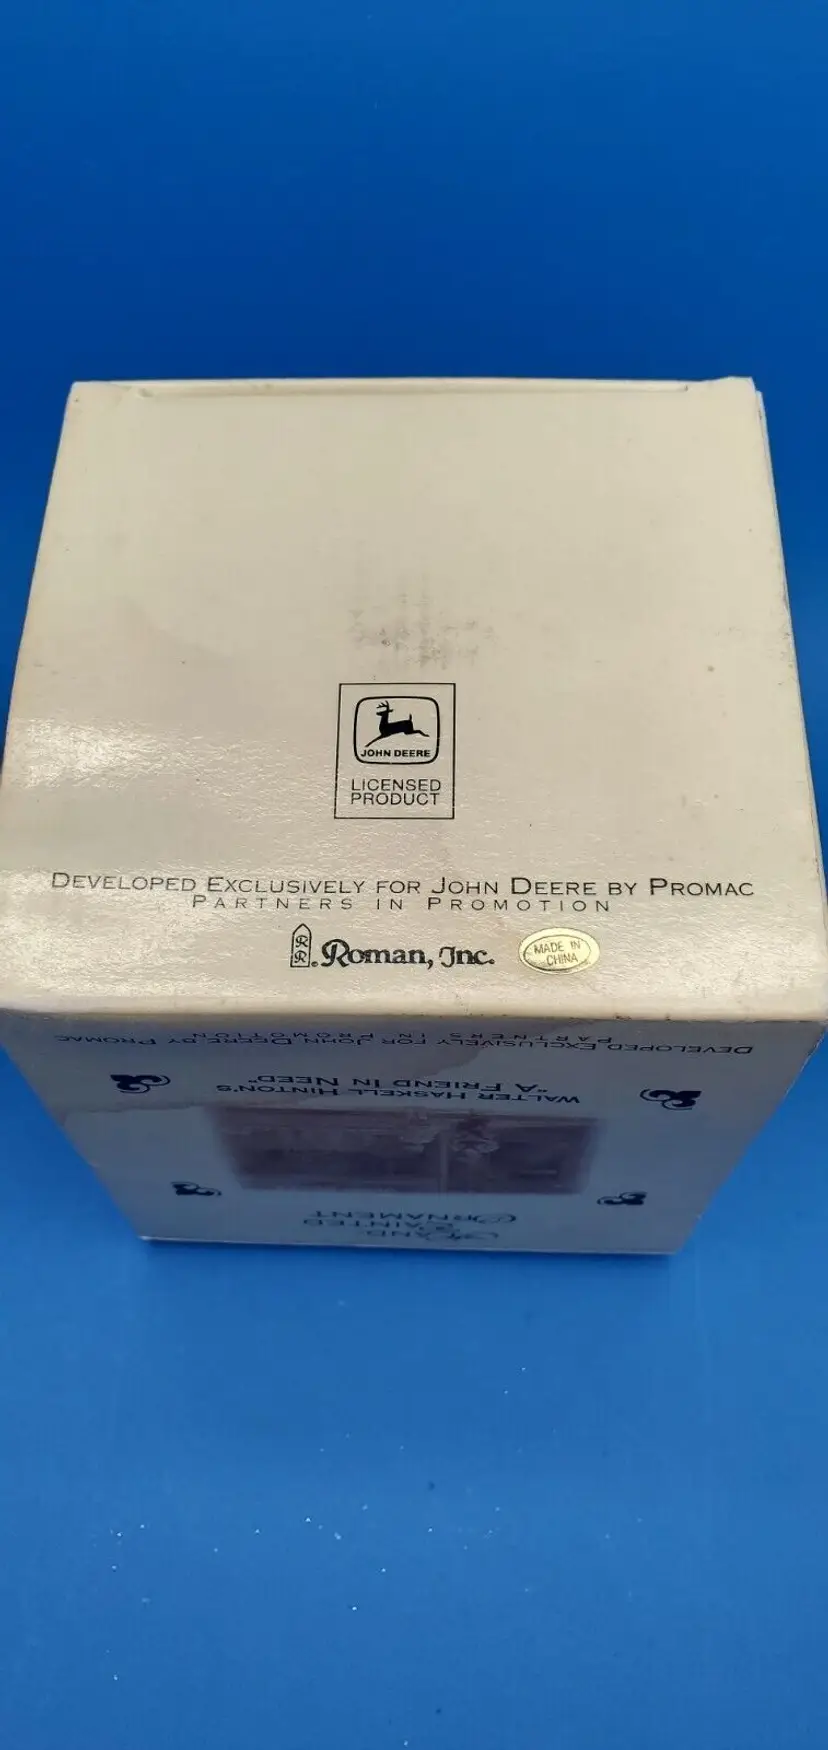 JOHN DEERE
LICENSED
PRODUCT
DEVELOPED EXCLUSIVELY FOR JOHN DEERE BY PROMAC
PARTNERS IN PROMOTION
RR. Roman, Inc.
MADE IN
CHINA
HAND
PAINTED
ORNAMENT
WALTER HASKELL HINTON'S
"A FRIEND IN NEED"
DEVELOPED EXCLUSIVELY FOR JOHN DEERE BY PROMAC
PARTNERS IN PROMOTION